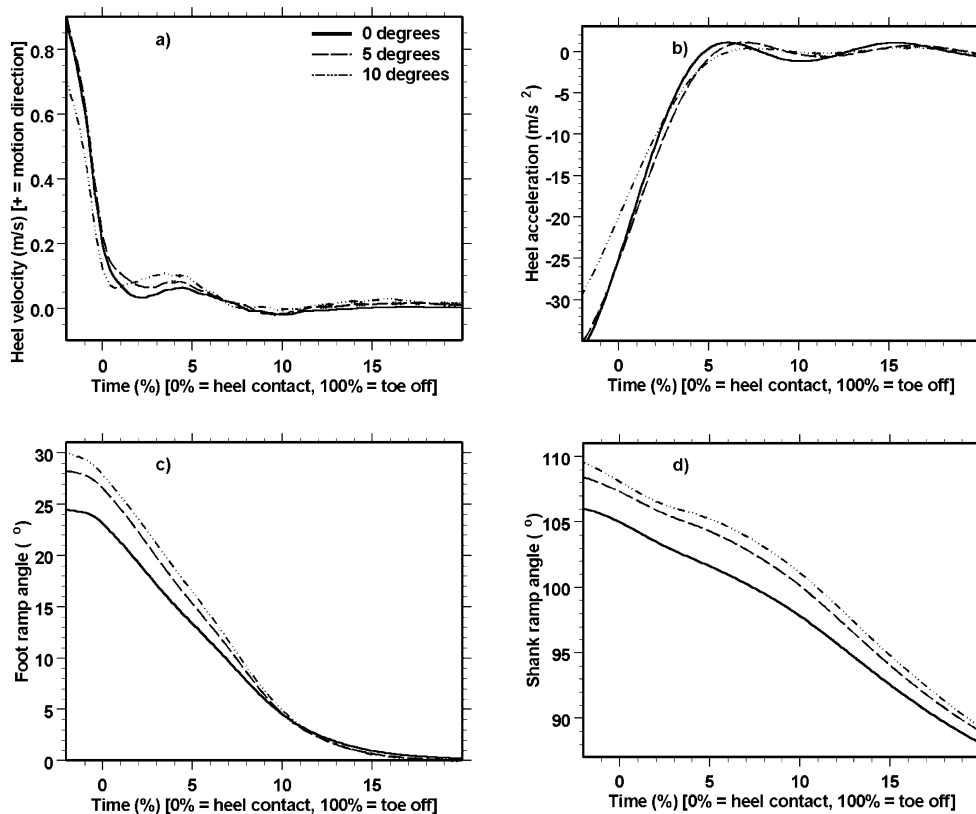 a)
0 degrees
5 degrees
10 degrees
0.8
0.6
0.4
0.2
0.0
Heel velocity (m/s) [+ = motion direction]
0 5 10 15
Time (%) [0% = heel contact, 100% = toe off]
b)
0
-5
-10
-15
-20
-25
-30
Heel acceleration (m/s ²)
0 5 10 15
Time (%) [0% = heel contact, 100% = toe off]
c)
30
25
20
15
10
5
0
Foot ramp angle ( °)
0 5 10 15
Time (%) [0% = heel contact, 100% = toe off]
d)
110
105
100
95
90
Shank ramp angle ( °)
0 5 10 15
Time (%) [0% = heel contact, 100% = toe off]